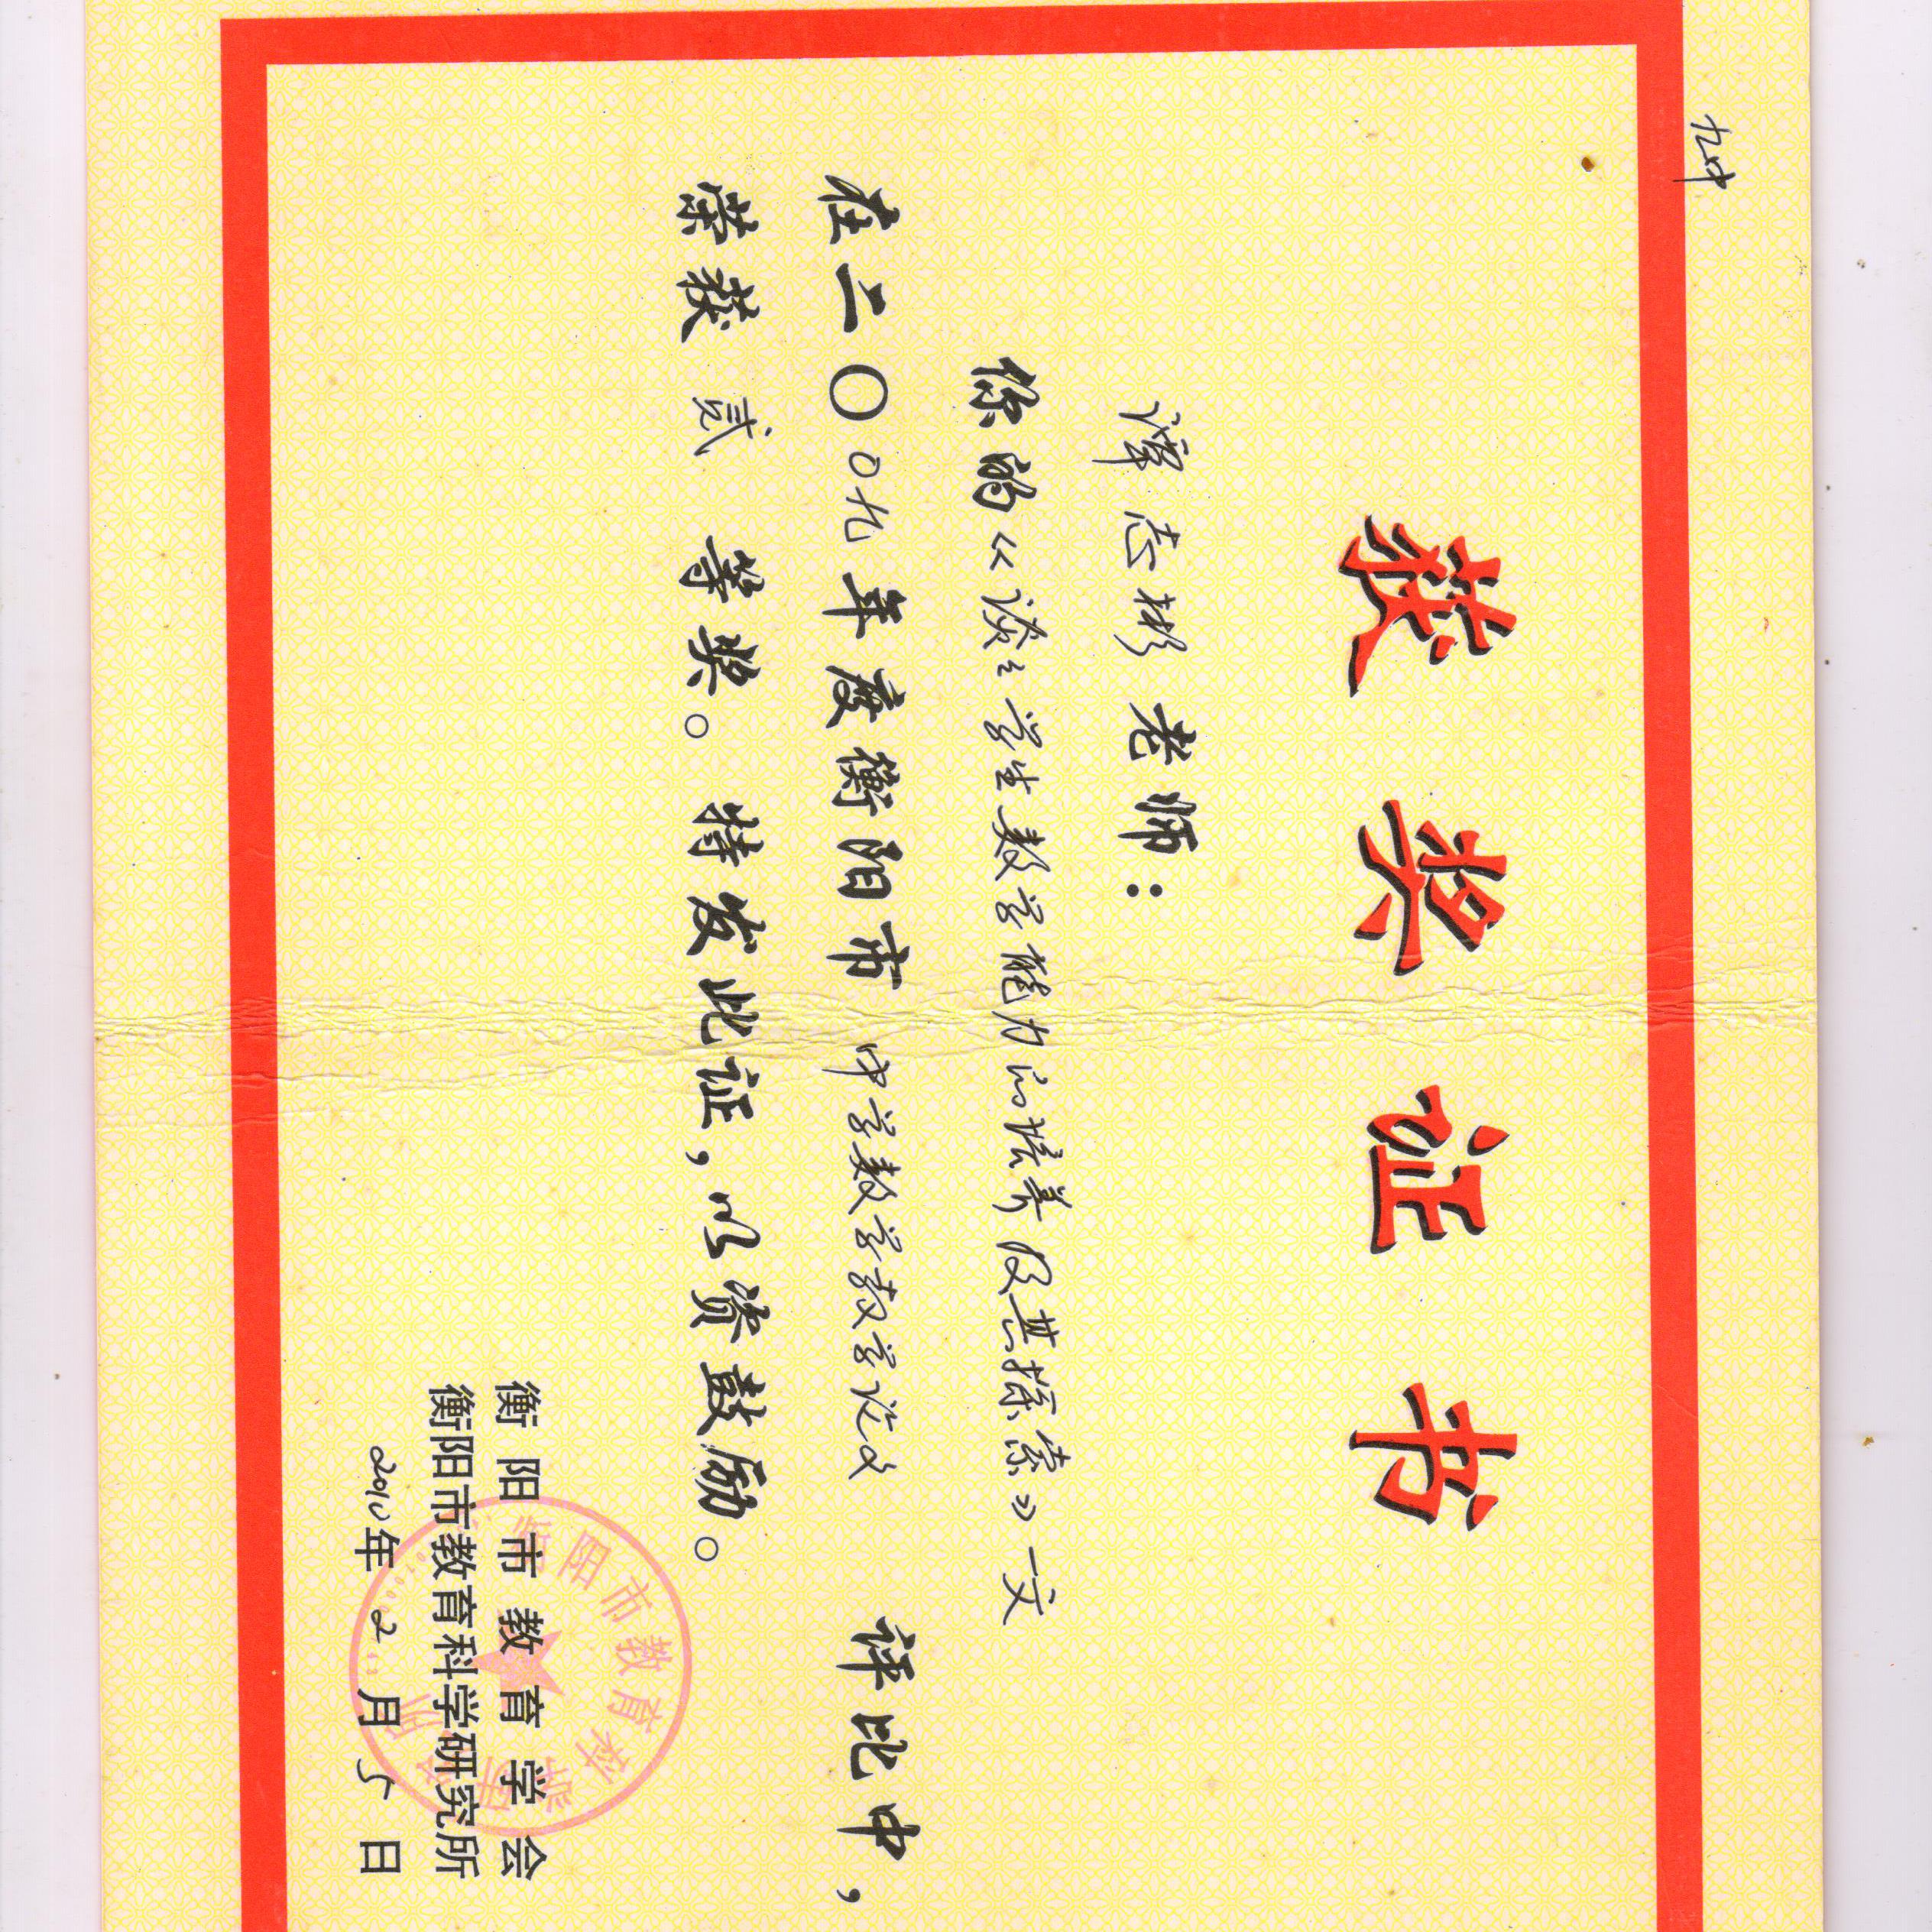 九中
获奖证书
谭志彬老师：
你的《谈谈学生数学能力的培养及其探索》一文
在二〇〇九年度衡阳市中学数学教学论文评比中，
荣获贰等奖。特发此证，以资鼓励。
衡阳市教育学会
衡阳市教育科学研究所
2010年2月5日
衡阳市教育科学研究所